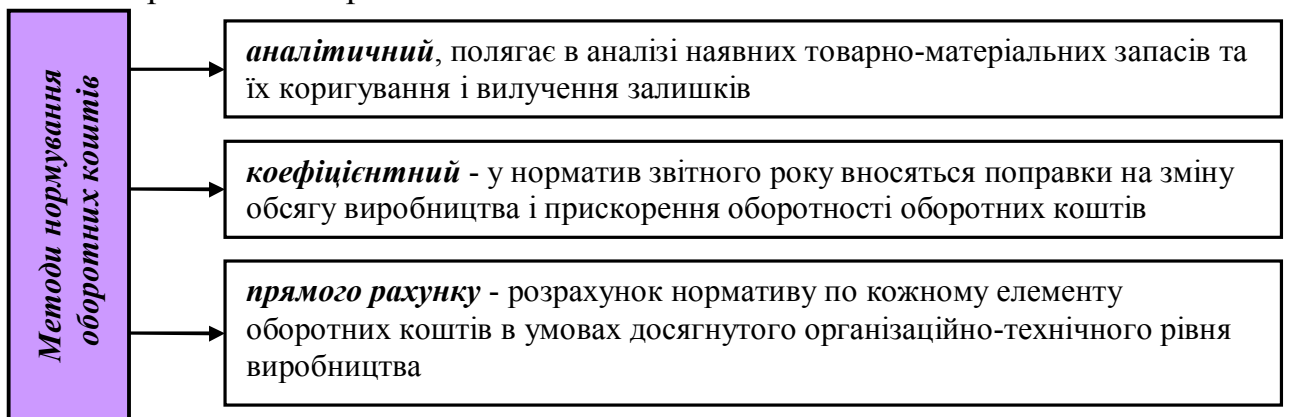 Методи нормування
оборотних коштів
аналітичний, полягає в аналізі наявних товарно-матеріальних запасів та
їх коригування і вилучення залишків
коефіцієнтний - у норматив звітного року вносяться поправки на зміну
обсягу виробництва і прискорення оборотності оборотних коштів
прямого рахунку - розрахунок нормативу по кожному елементу
оборотних коштів в умовах досягнутого організаційно-технічного рівня
виробництва